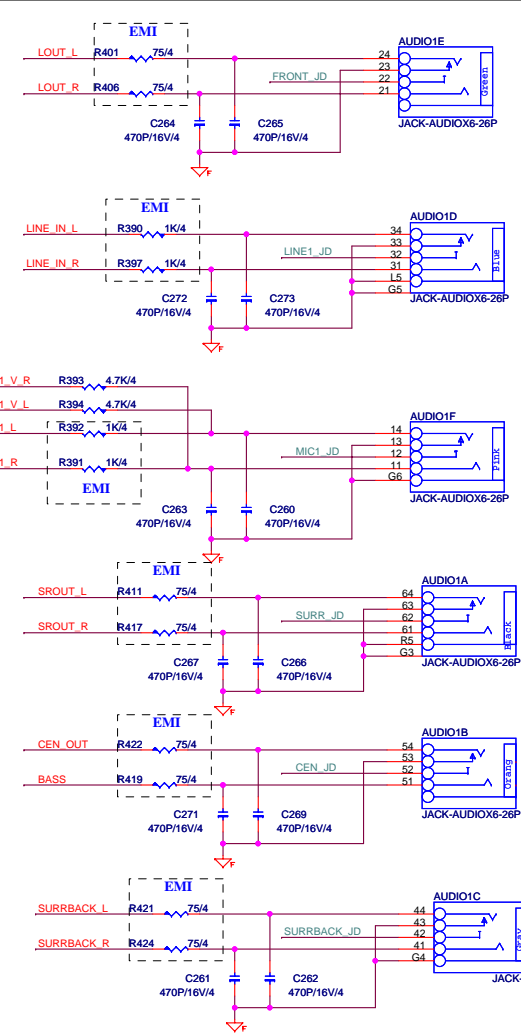 EMI
AUDIO1E
LOUT_L R401 75/4 24
23
FRONT_JD 22
LOUT_R R406 75/4 21
Green
C264 C265
470P/16V/4 470P/16V/4
JACK-AUDIOX6-26P
F
EMI
AUDIO1D
LINE_IN_L R390 1K/4 34
33
LINE1_JD 32
LINE_IN_R R397 1K/4 31
L5
G5
Blue
C272 C273
470P/16V/4 470P/16V/4
JACK-AUDIOX6-26P
F
1_V_R R393 4.7K/4
1_V_L R394 4.7K/4
AUDIO1F
1_L R392 1K/4 14
13
MIC1_JD 12
1_R R391 1K/4 11
G6
Pink
EMI
JACK-AUDIOX6-26P
C263 C260
470P/16V/4 470P/16V/4
F
EMI
AUDIO1A
SROUT_L R411 75/4 64
63
SURR_JD 62
SROUT_R R417 75/4 61
R5
G3
Black
C267 C266
470P/16V/4 470P/16V/4
JACK-AUDIOX6-26P
F
EMI
AUDIO1B
CEN_OUT R422 75/4 54
53
CEN_JD 52
BASS R419 75/4 51
Orang
C271 C269
470P/16V/4 470P/16V/4
JACK-AUDIOX6-26P
F
EMI
AUDIO1C
SURRBACK_L R421 75/4 44
43
SURRBACK_JD 42
SURRBACK_R R424 75/4 41
G4
C261 C262
470P/16V/4 470P/16V/4
JACK-
F